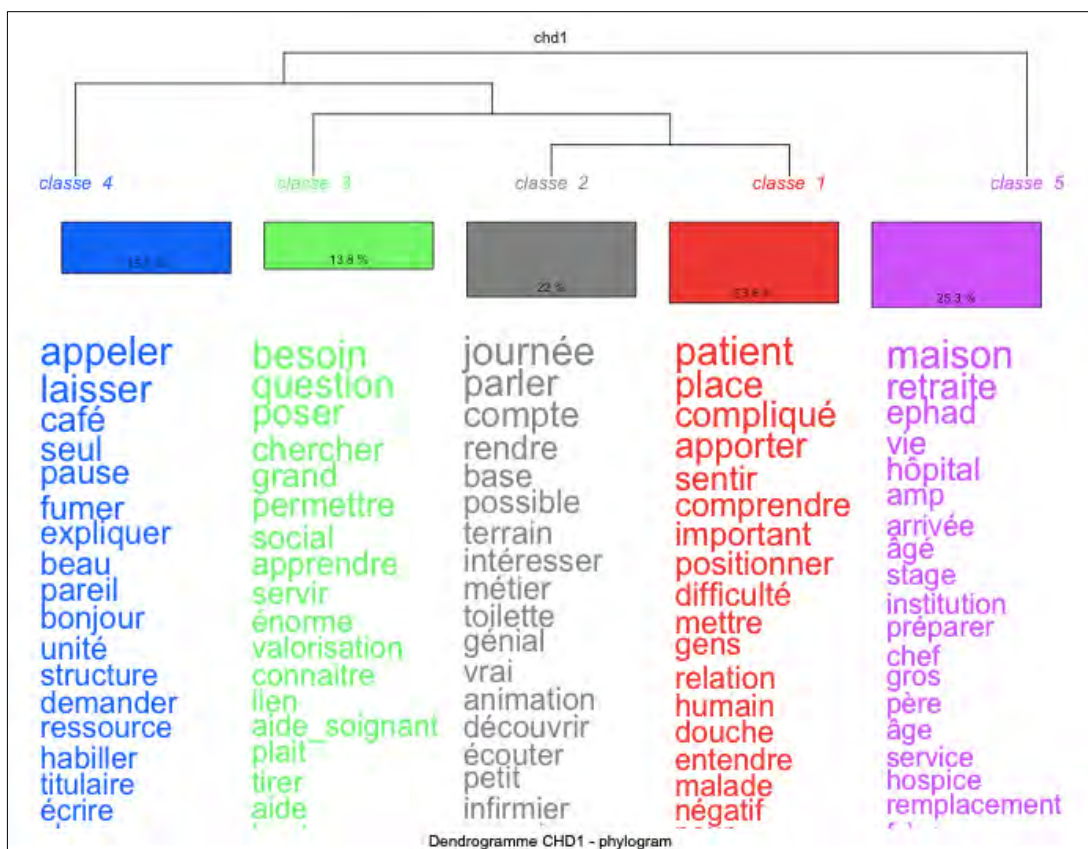 chd1
classe 4
classe 3
classe 2
classe 1
classe 5
13.8 %
22 %
23.6 %
25.3 %
appeler
laisser
café
seul
pause
fumer
expliquer
beau
pareil
bonjour
unité
structure
demander
ressource
habiller
titulaire
écrire
besoin
question
poser
chercher
grand
permettre
social
apprendre
servir
énorme
valorisation
connaitre
lien
aide_soignant
plait
tirer
aide
journée
parler
compte
rendre
base
possible
terrain
intéresser
métier
toilette
génial
vrai
animation
découvrir
écouter
petit
infirmier
patient
place
compliqué
apporter
sentir
comprendre
important
positionner
difficulté
mettre
gens
relation
humain
douche
entendre
malade
négatif
maison
retraite
ephad
vie
hôpital
amp
arrivée
âgé
stage
institution
préparer
chef
gros
père
âge
service
hospice
remplacement
Dendrogramme CHD1 - phylogram